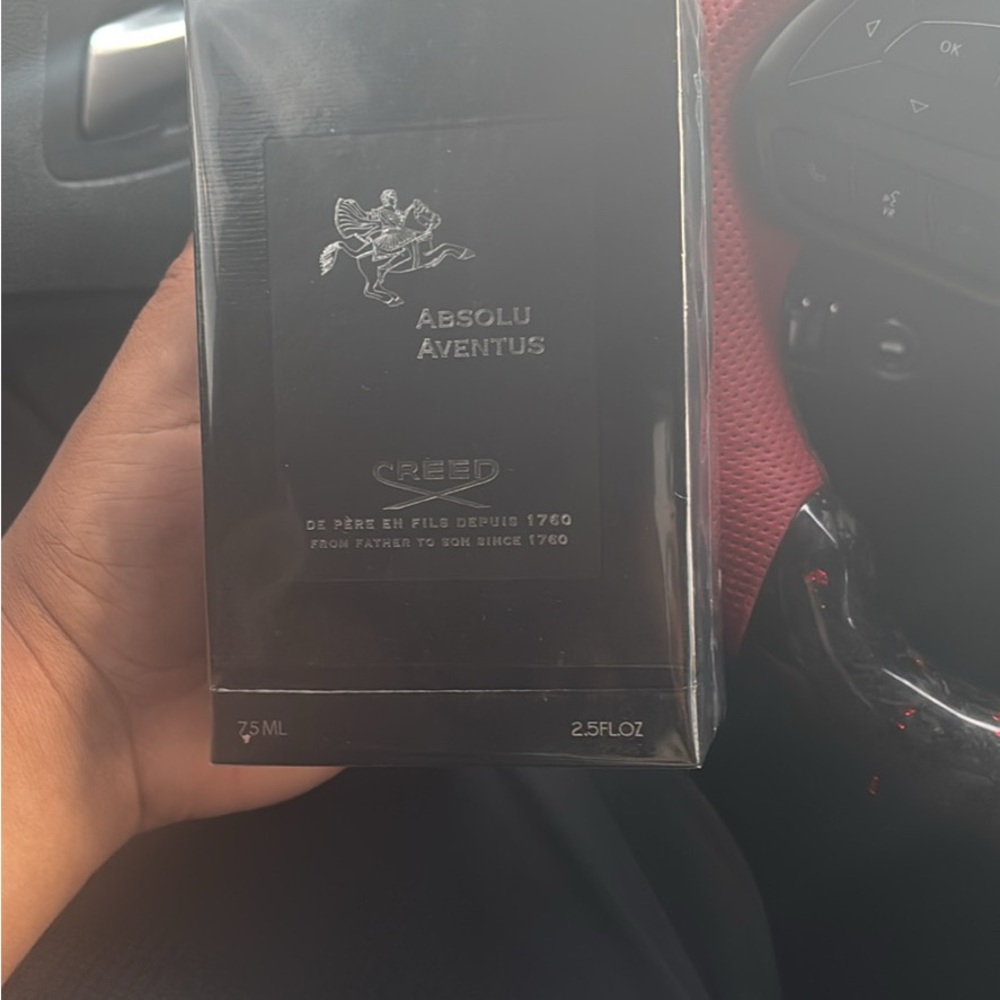 OK
ABSOLU
AVENTUS
CREED
DE PÈRE EN FILS DEPUIS 1760
FROM FATHER TO SON SINCE 1760
75ML
2.5FLOZ